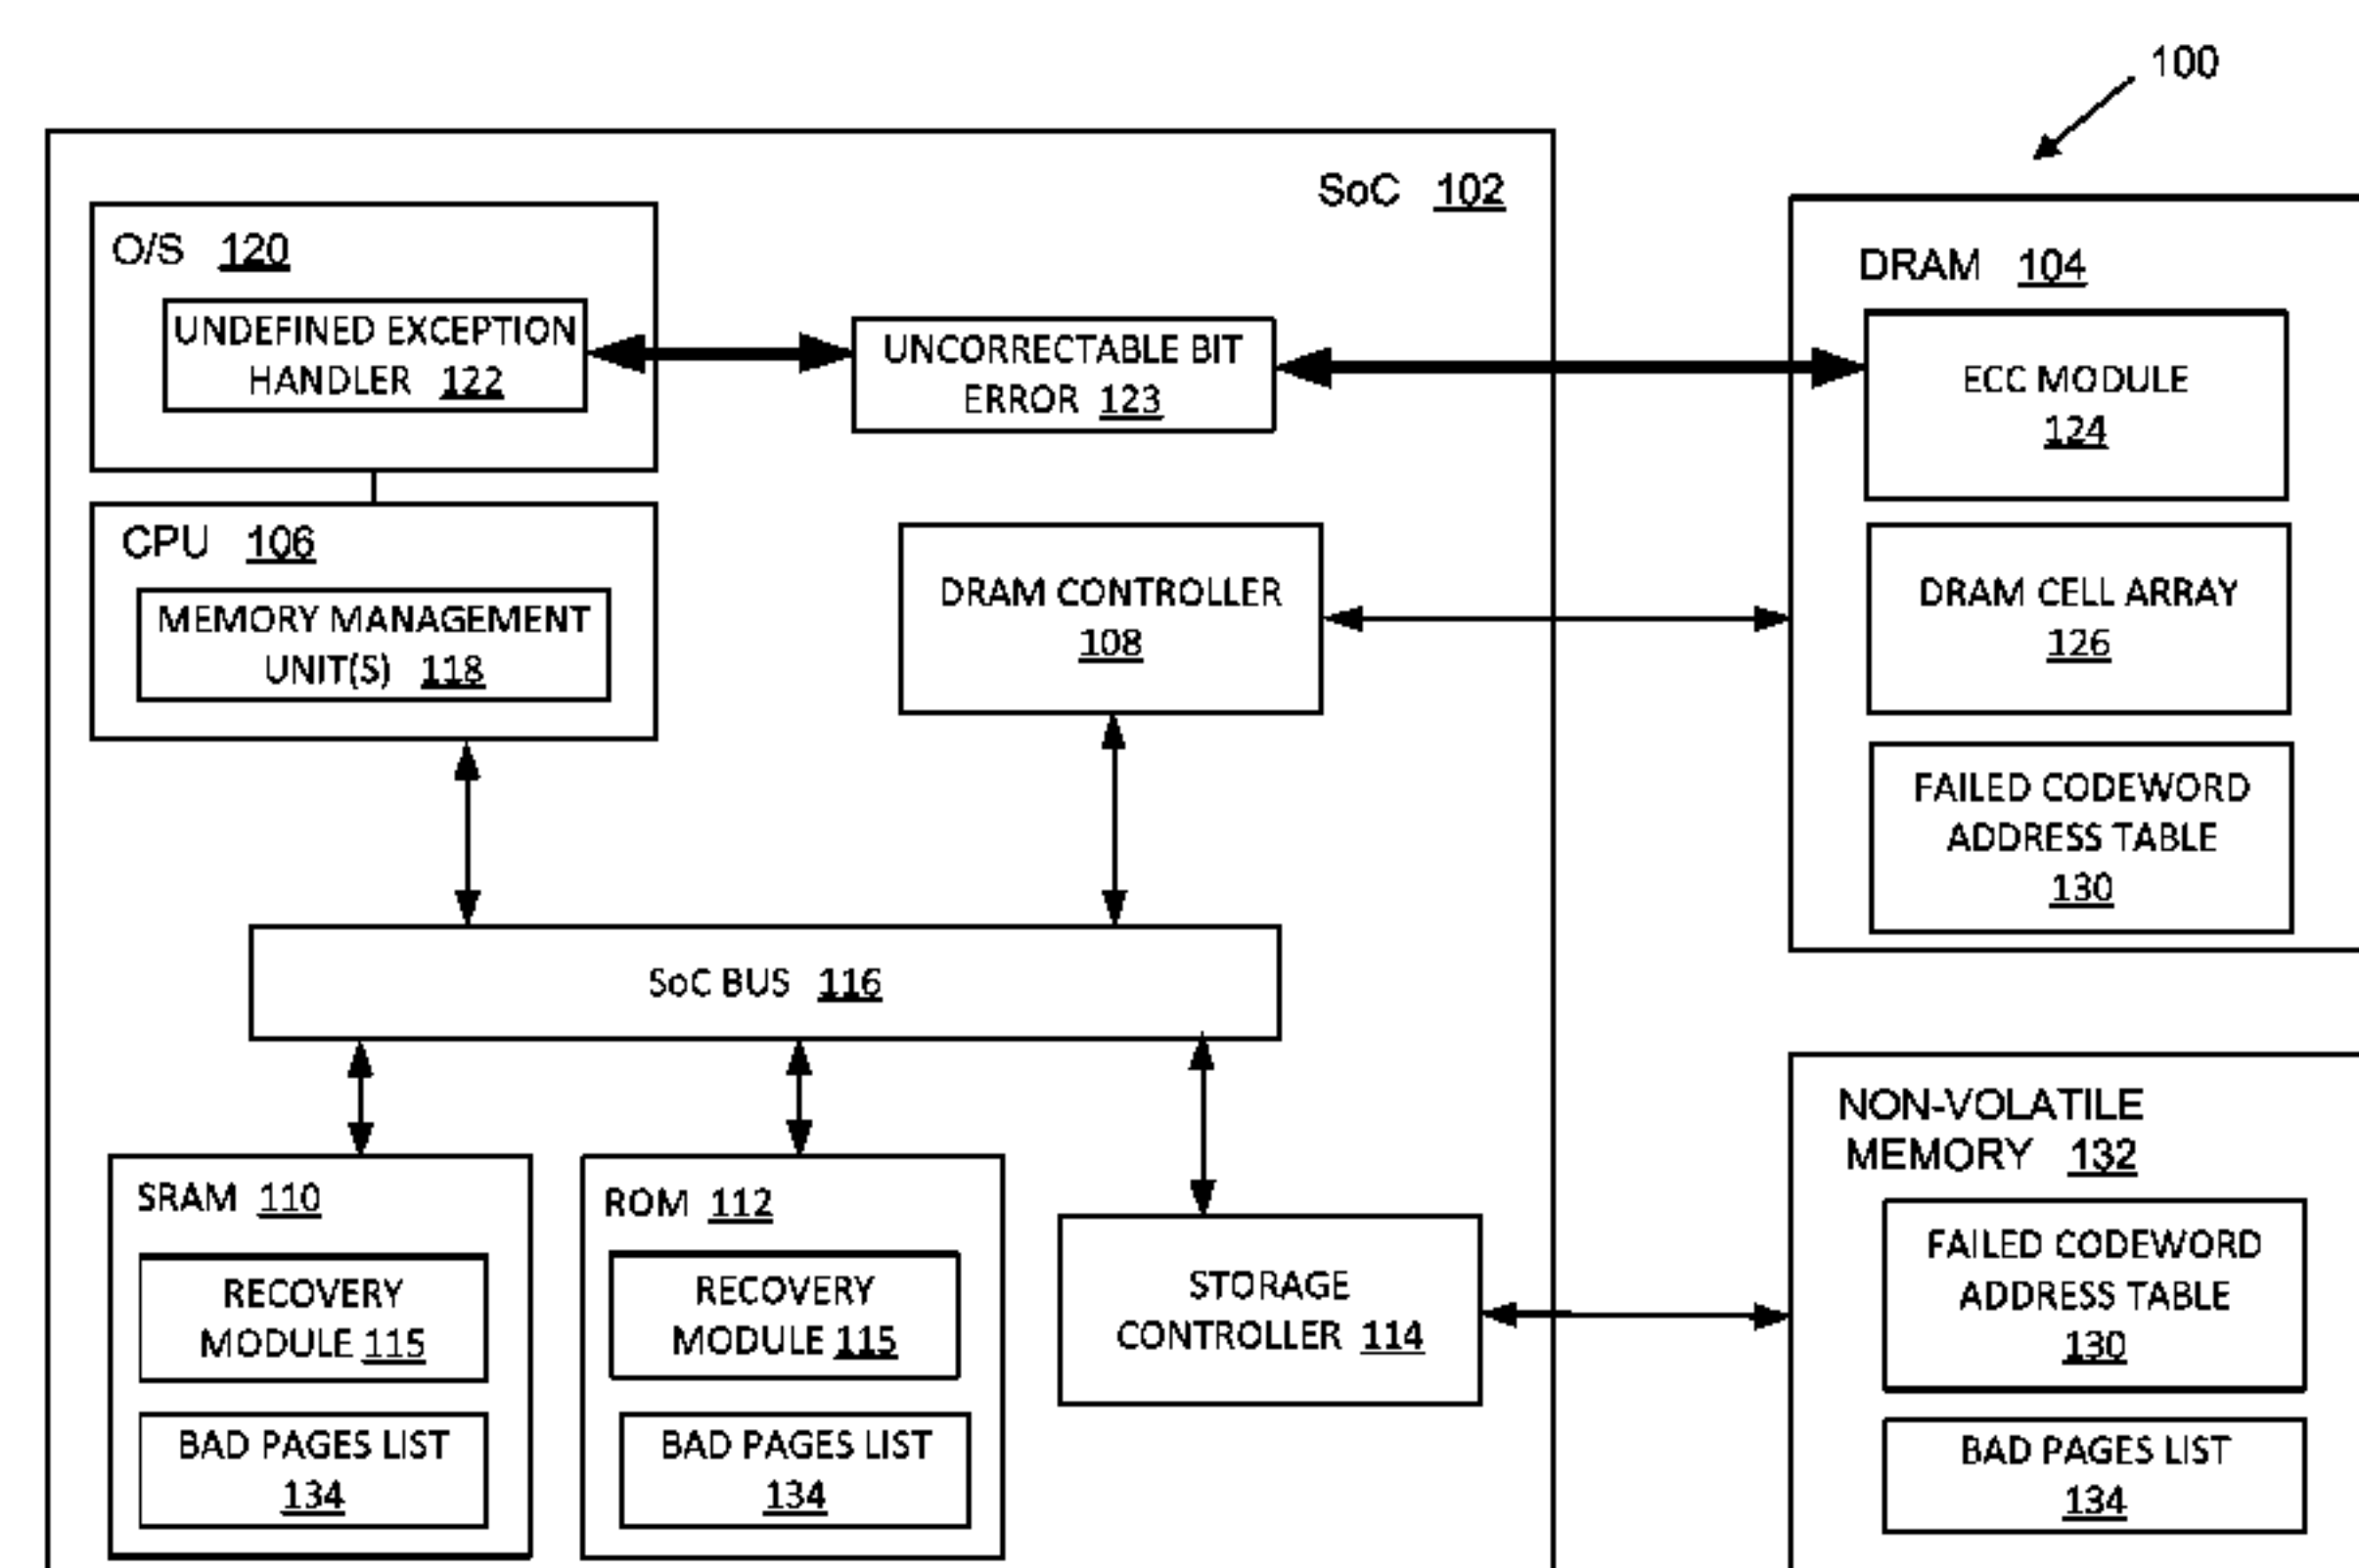 100
SoC 102
O/S 120
UNDEFINED EXCEPTION
HANDLER 122
UNCORRECTABLE BIT
ERROR 123
DRAM 104
ECC MODULE
124
CPU 106
MEMORY MANAGEMENT
UNIT(S) 118
DRAM CONTROLLER
108
DRAM CELL ARRAY
126
FAILED CODEWORD
ADDRESS TABLE
130
SoC BUS 116
SRAM 110
RECOVERY
MODULE 115
BAD PAGES LIST
134
ROM 112
RECOVERY
MODULE 115
BAD PAGES LIST
134
STORAGE
CONTROLLER 114
NON-VOLATILE
MEMORY 132
FAILED CODEWORD
ADDRESS TABLE
130
BAD PAGES LIST
134